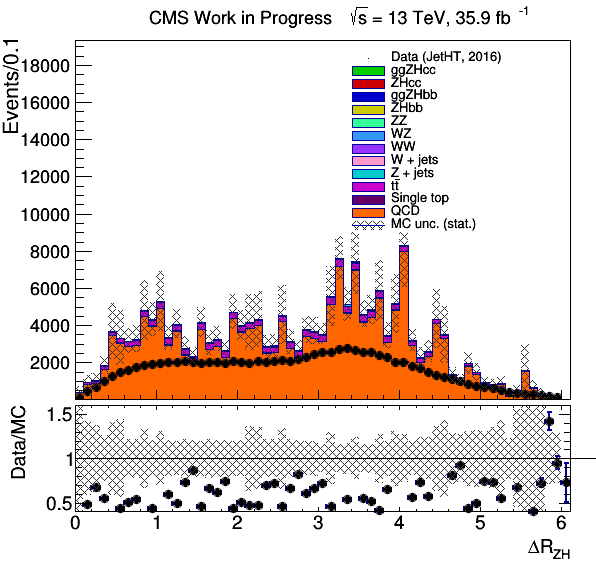 CMS Work in Progress √s = 13 TeV, 35.9 fb⁻¹
Events/0.1
18000
16000
14000
12000
10000
8000
6000
4000
2000
Data (JetHT, 2016)
ggZHcc
ZHcc
ggZHbb
ZHbb
ZZ
WZ
WW
W + jets
Z + jets
tt̄
Single top
QCD
MC unc. (stat.)
Data/MC
1.5
1
0.5
0 1 2 3 4 5 6
ΔR_ZH